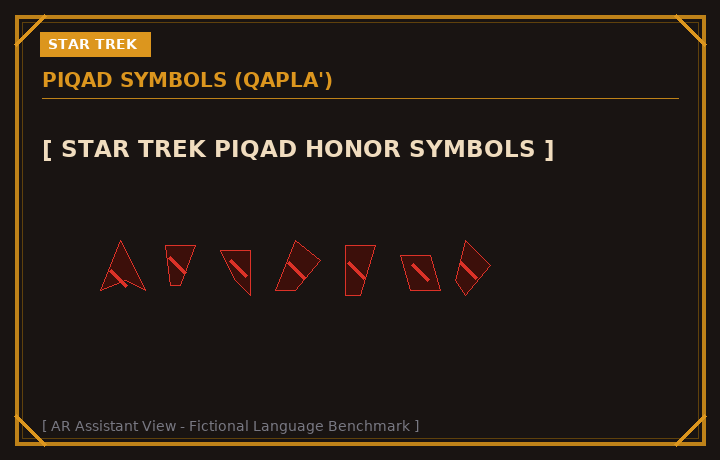 STAR TREK
PIQAD SYMBOLS (QAPLA')
[ STAR TREK PIQAD HONOR SYMBOLS ]
[ AR Assistant View - Fictional Language Benchmark ]